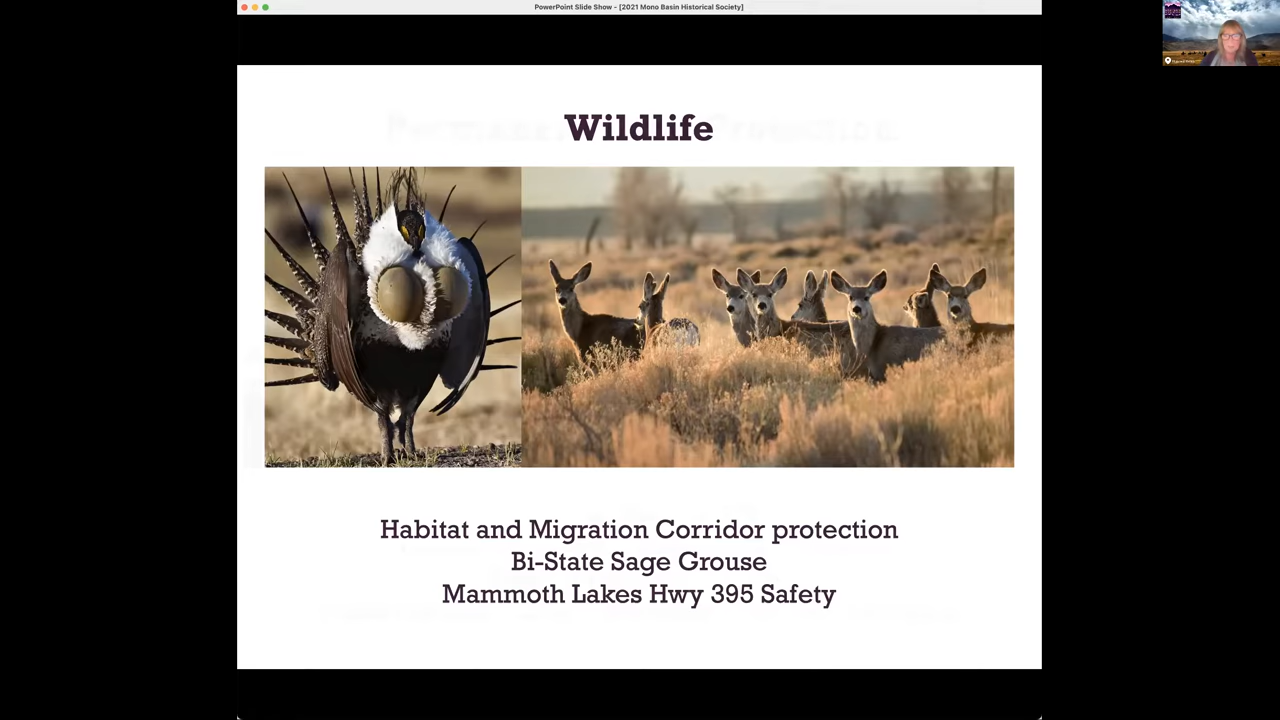 PowerPoint Slide Show - [2021 Mono Basin Historical Society]
Wildlife
Habitat and Migration Corridor protection
Bi-State Sage Grouse
Mammoth Lakes Hwy 395 Safety